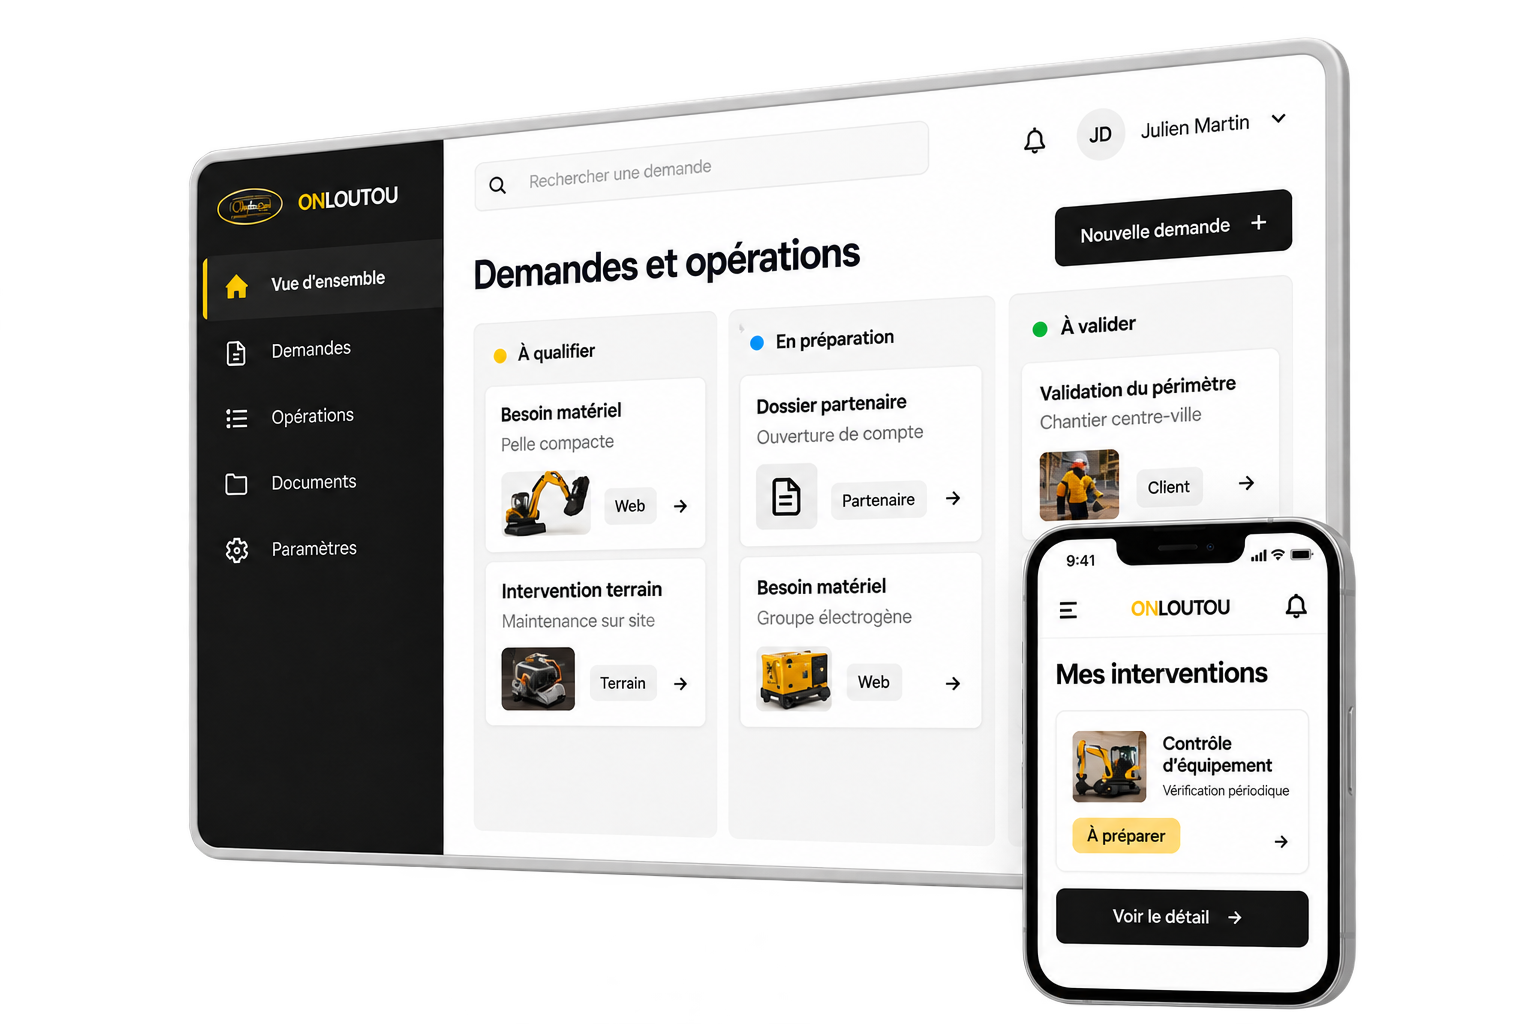 ONLOUTOU
Vue d'ensemble
Demandes
Opérations
Documents
Paramètres
Rechercher une demande
JD
Julien Martin
Nouvelle demande
Demandes et opérations
À qualifier
Besoin matériel
Pelle compacte
Web
Intervention terrain
Maintenance sur site
Terrain
En préparation
Dossier partenaire
Ouverture de compte
Partenaire
Besoin matériel
Groupe électrogène
Web
À valider
Validation du périmètre
Chantier centre-ville
Client
9:41
ONLOUTOU
Mes interventions
Contrôle
d'équipement
Vérification périodique
À préparer
Voir le détail